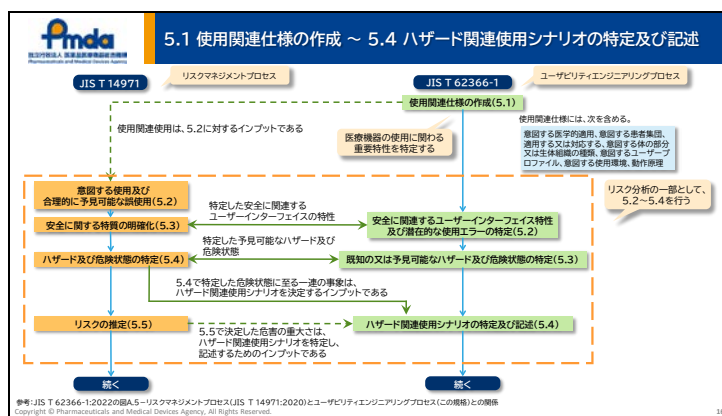 Pmda
独立行政法人 医薬品医療機器総合機構
Pharmaceuticals and Medical Devices Agency
5.1 使用関連仕様の作成 ～ 5.4 ハザード関連使用シナリオの特定及び記述
JIS T 14971
リスクマネジメントプロセス
JIS T 62366-1
ユーザビリティエンジニアリングプロセス
使用関連仕様の作成(5.1)
使用関連使用は、5.2に対するインプットである
医療機器の使用に関わる
重要特性を特定する
使用関連仕様には、次を含める。
意図する医学的適用、意図する患者集団、
適用する又は対応する、意図する体の部分
又は生体組織の種類、意図するユーザープ
ロファイル、意図する使用環境、動作原理
意図する使用及び
合理的に予見可能な誤使用(5.2)
リスク分析の一部として、
5.2～5.4を行う
特定した安全に関連する
ユーザーインターフェイスの特性
安全に関する特質の明確化(5.3)
安全に関連するユーザーインターフェイス特性
及び潜在的な使用エラーの特定(5.2)
特定した予見可能なハザード及び
危険状態
ハザード及び危険状態の特定(5.4)
既知の又は予見可能なハザード及び危険状態の特定(5.3)
5.4で特定した危険状態に至る一連の事象は、
ハザード関連使用シナリオを決定するインプットである
リスクの推定(5.5)
ハザード関連使用シナリオの特定及び記述(5.4)
5.5で決定した危害の重大さは、
ハザード関連使用シナリオを特定し、
記述するためのインプットである
続く
続く
参考:JIS T 62366-1:2022の図A.5－リスクマネジメントプロセス(JIS T 14971:2020)とユーザビリティエンジニアリングプロセス(この規格)との関係
Copyright © Pharmaceuticals and Medical Devices Agency, All Rights Reserved.